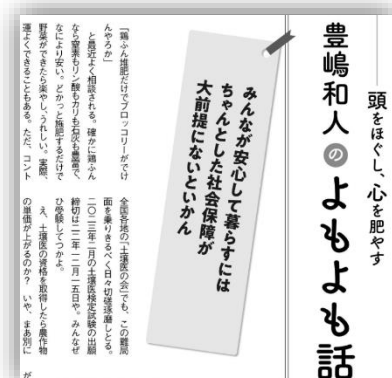 頭をほぐし、心を肥やす
豊嶋和人のよもよも話
みんなが安心して暮らすには
ちゃんとした社会保障が
大前提にないといかん
「鶏ふん堆肥だけでブロッコリーができ
んやろか」
と最近よく相談される。確かに鶏ふん
なら窒素もリン酸もカリも石灰も豊富で、
なにより安い。どかっと施肥するだけで
野菜ができたら楽やし、うれしい。実際、
運よくできることもある。ただ、コント
全国各地の「土壌医の会」でも、この難局
面を乗りきるべく日々切磋琢磨しとる。
二〇二三年二月の土壌医検定試験の出願
締切は二二年一二月一五日や。みんなぜ
ひ受験してつかよ。
え、土壌医の資格を取得したら農作物
の単価が上がるのか？　いや、まあ別に
が